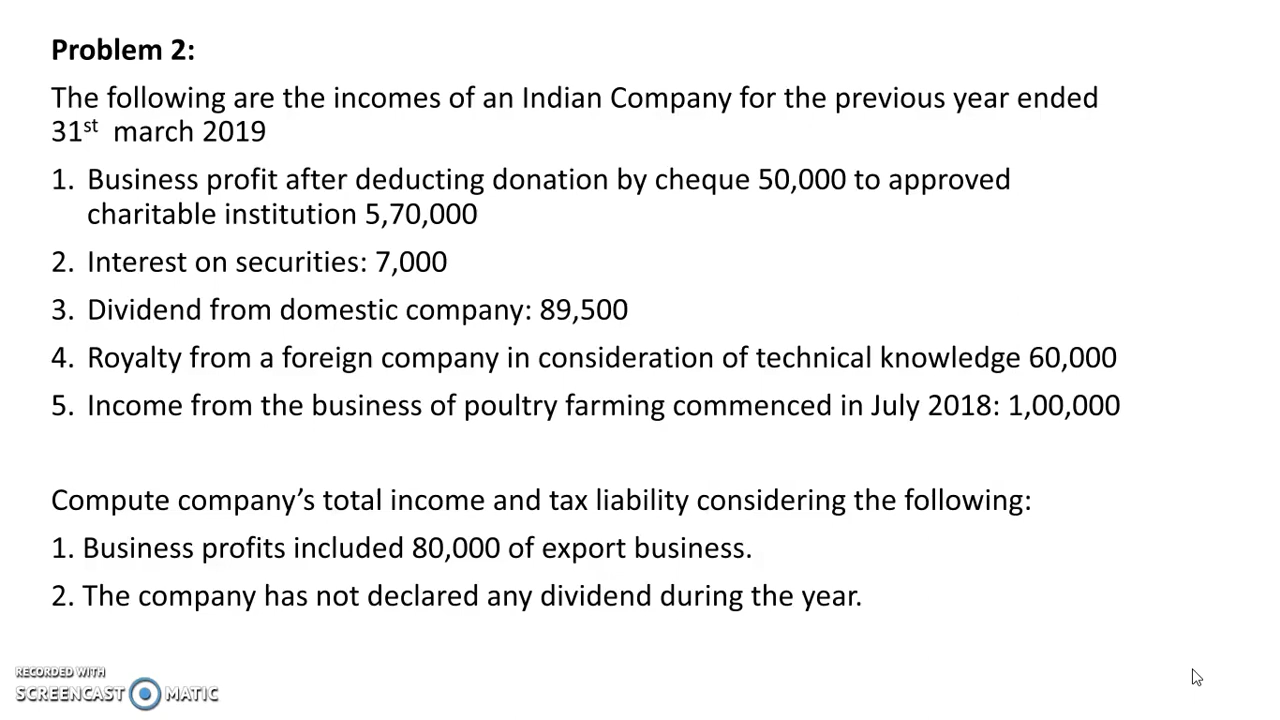 Problem 2:
The following are the incomes of an Indian Company for the previous year ended
31st march 2019
1. Business profit after deducting donation by cheque 50,000 to approved
charitable institution 5,70,000
2. Interest on securities: 7,000
3. Dividend from domestic company: 89,500
4. Royalty from a foreign company in consideration of technical knowledge 60,000
5. Income from the business of poultry farming commenced in July 2018: 1,00,000
Compute company’s total income and tax liability considering the following:
1. Business profits included 80,000 of export business.
2. The company has not declared any dividend during the year.
RECORDED WITH
SCREENCAST MATIC